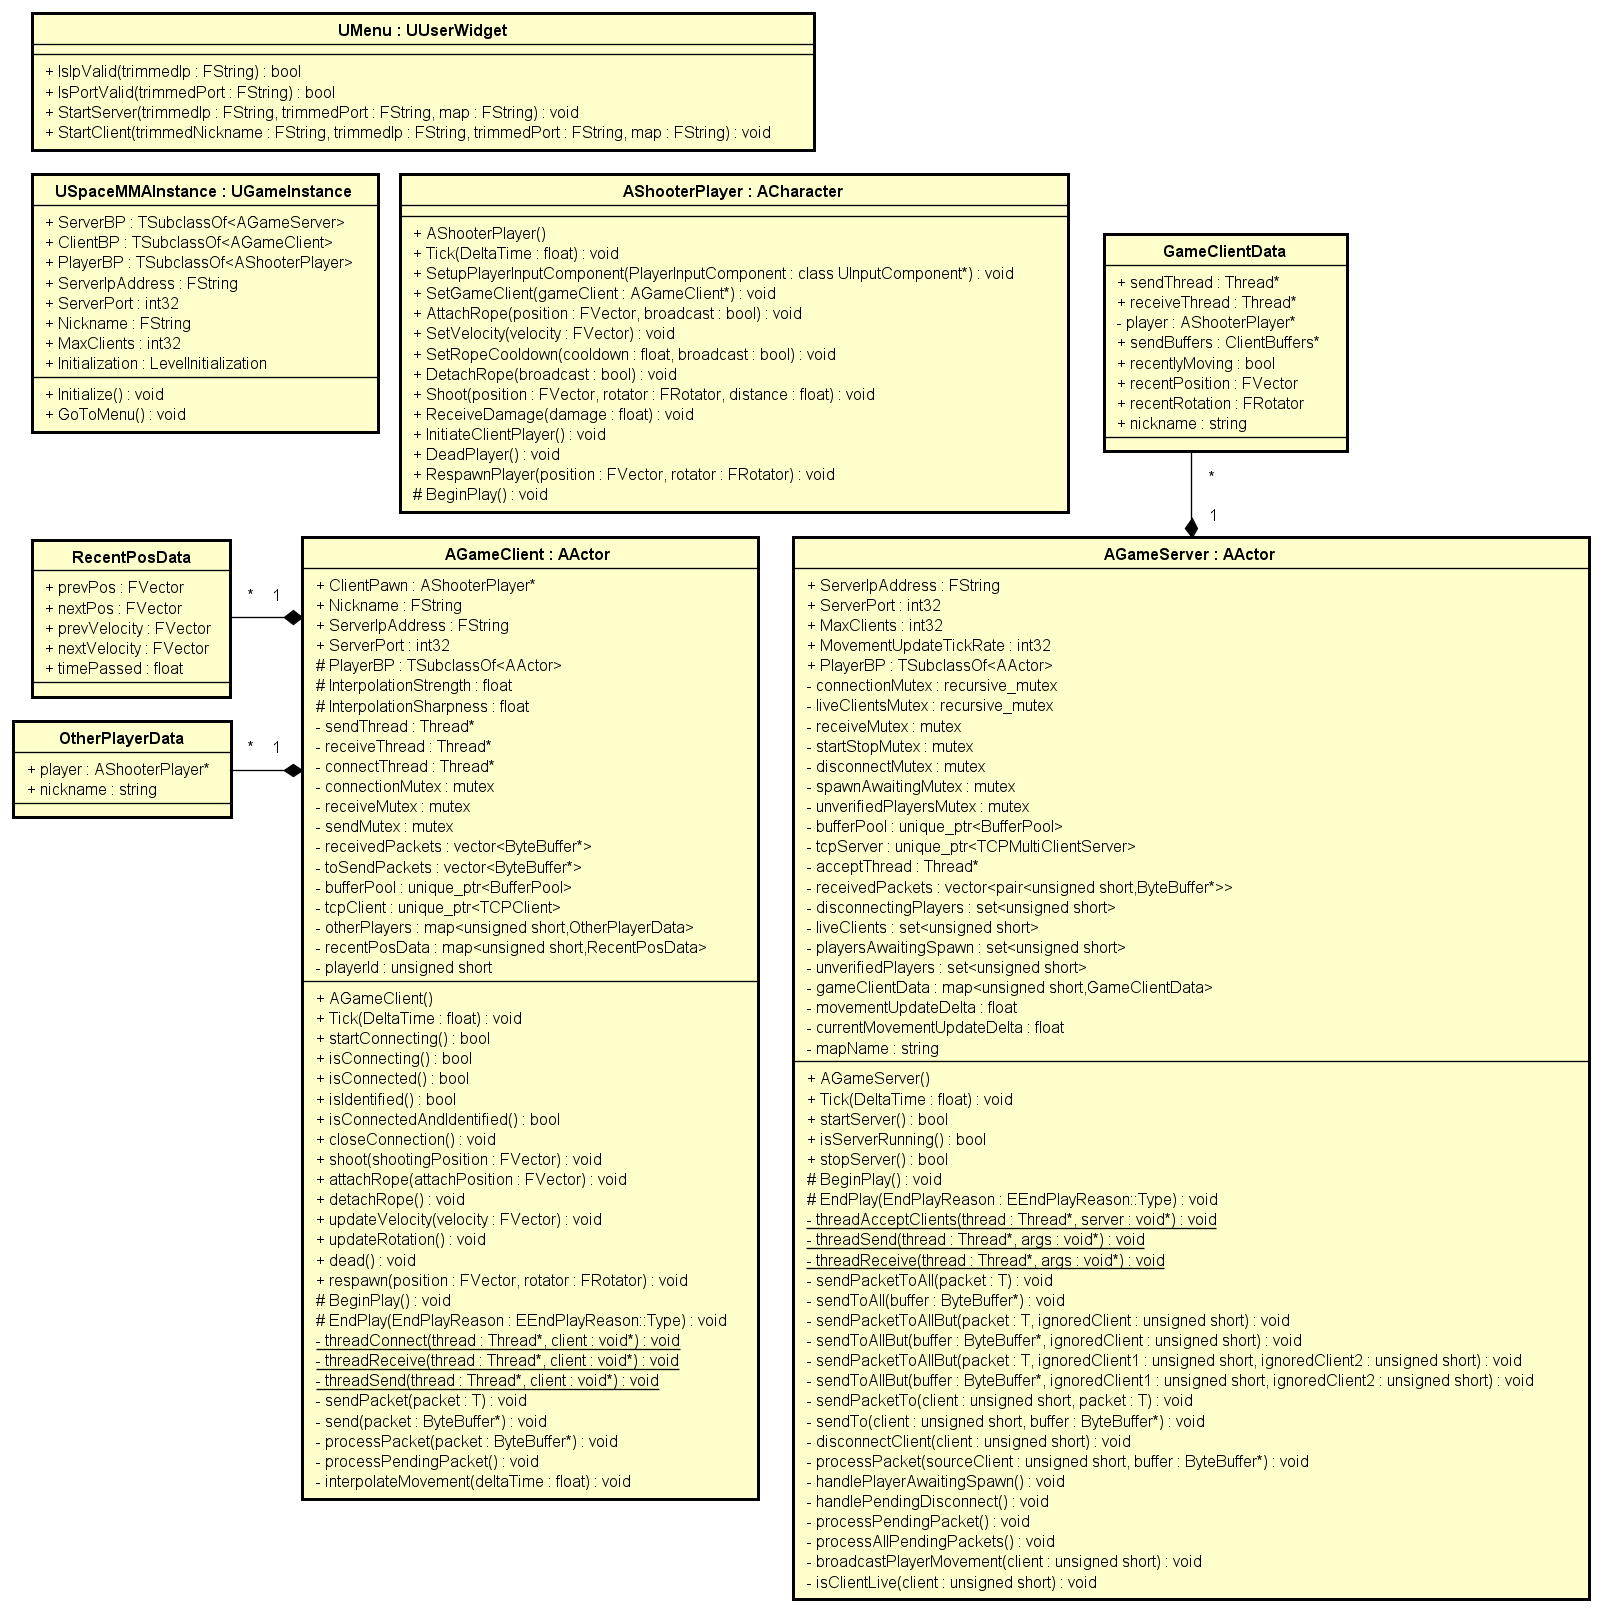 UMenu : UUserWidget
+ IsIpValid(trimmedIp : FString) : bool
+ IsPortValid(trimmedPort : FString) : bool
+ StartServer(trimmedIp : FString, trimmedPort : FString, map : FString) : void
+ StartClient(trimmedNickname : FString, trimmedIp : FString, trimmedPort : FString, map : FString) : void
USpaceMMAInstance : UGameInstance
+ ServerBP : TSubclassOf<AGameServer>
+ ClientBP : TSubclassOf<AGameClient>
+ PlayerBP : TSubclassOf<AShooterPlayer>
+ ServerIpAddress : FString
+ ServerPort : int32
+ Nickname : FString
+ MaxClients : int32
+ Initialization : LevelInitialization
+ Initialize() : void
+ GoToMenu() : void
AShooterPlayer : ACharacter
+ AShooterPlayer()
+ Tick(DeltaTime : float) : void
+ SetupPlayerInputComponent(PlayerInputComponent : class UInputComponent*) : void
+ SetGameClient(gameClient : AGameClient*) : void
+ AttachRope(position : FVector, broadcast : bool) : void
+ SetVelocity(velocity : FVector) : void
+ SetRopeCooldown(cooldown : float, broadcast : bool) : void
+ DetachRope(broadcast : bool) : void
+ Shoot(position : FVector, rotator : FRotator, distance : float) : void
+ ReceiveDamage(damage : float) : void
+ InitiateClientPlayer() : void
+ DeadPlayer() : void
+ RespawnPlayer(position : FVector, rotator : FRotator) : void
# BeginPlay() : void
GameClientData
+ sendThread : Thread*
+ receiveThread : Thread*
- player : AShooterPlayer*
+ sendBuffers : ClientBuffers*
+ recentlyMoving : bool
+ recentPosition : FVector
+ recentRotation : FRotator
+ nickname : string
*
1
RecentPosData
+ prevPos : FVector
+ nextPos : FVector
+ prevVelocity : FVector
+ nextVelocity : FVector
+ timePassed : float
* 1
OtherPlayerData
+ player : AShooterPlayer*
+ nickname : string
* 1
AGameClient : AActor
+ ClientPawn : AShooterPlayer*
+ Nickname : FString
+ ServerIpAddress : FString
+ ServerPort : int32
# PlayerBP : TSubclassOf<AActor>
# InterpolationStrength : float
# InterpolationSharpness : float
- sendThread : Thread*
- receiveThread : Thread*
- connectThread : Thread*
- connectionMutex : mutex
- receiveMutex : mutex
- sendMutex : mutex
- receivedPackets : vector<ByteBuffer*>
- toSendPackets : vector<ByteBuffer*>
- bufferPool : unique_ptr<BufferPool>
- tcpClient : unique_ptr<TCPClient>
- otherPlayers : map<unsigned short,OtherPlayerData>
- recentPosData : map<unsigned short,RecentPosData>
- playerId : unsigned short
+ AGameClient()
+ Tick(DeltaTime : float) : void
+ startConnecting() : bool
+ isConnecting() : bool
+ isConnected() : bool
+ isIdentified() : bool
+ isConnectedAndIdentified() : bool
+ closeConnection() : void
+ shoot(shootingPosition : FVector) : void
+ attachRope(attachPosition : FVector) : void
+ detachRope() : void
+ updateVelocity(velocity : FVector) : void
+ updateRotation() : void
+ dead() : void
+ respawn(position : FVector, rotator : FRotator) : void
# BeginPlay() : void
# EndPlay(EndPlayReason : EEndPlayReason::Type) : void
- threadConnect(thread : Thread*, client : void*) : void
- threadReceive(thread : Thread*, client : void*) : void
- threadSend(thread : Thread*, client : void*) : void
- sendPacket(packet : T) : void
- send(packet : ByteBuffer*) : void
- processPacket(packet : ByteBuffer*) : void
- processPendingPacket() : void
- interpolateMovement(deltaTime : float) : void
AGameServer : AActor
+ ServerIpAddress : FString
+ ServerPort : int32
+ MaxClients : int32
+ MovementUpdateTickRate : int32
+ PlayerBP : TSubclassOf<AActor>
- connectionMutex : recursive_mutex
- liveClientsMutex : recursive_mutex
- receiveMutex : mutex
- startStopMutex : mutex
- disconnectMutex : mutex
- spawnAwaitingMutex : mutex
- unverifiedPlayersMutex : mutex
- bufferPool : unique_ptr<BufferPool>
- tcpServer : unique_ptr<TCPMultiClientServer>
- acceptThread : Thread*
- receivedPackets : vector<pair<unsigned short,ByteBuffer*>>
- disconnectingPlayers : set<unsigned short>
- liveClients : set<unsigned short>
- playersAwaitingSpawn : set<unsigned short>
- unverifiedPlayers : set<unsigned short>
- gameClientData : map<unsigned short,GameClientData>
- movementUpdateDelta : float
- currentMovementUpdateDelta : float
- mapName : string
+ AGameServer()
+ Tick(DeltaTime : float) : void
+ startServer() : bool
+ isServerRunning() : bool
+ stopServer() : bool
# BeginPlay() : void
# EndPlay(EndPlayReason : EEndPlayReason::Type) : void
- threadAcceptClients(thread : Thread*, server : void*) : void
- threadSend(thread : Thread*, args : void*) : void
- threadReceive(thread : Thread*, args : void*) : void
- sendPacketToAll(packet : T) : void
- sendToAll(buffer : ByteBuffer*) : void
- sendPacketToAllBut(packet : T, ignoredClient : unsigned short) : void
- sendToAllBut(buffer : ByteBuffer*, ignoredClient : unsigned short) : void
- sendPacketToAllBut(packet : T, ignoredClient1 : unsigned short, ignoredClient2 : unsigned short) : void
- sendToAllBut(buffer : ByteBuffer*, ignoredClient1 : unsigned short, ignoredClient2 : unsigned short) : void
- sendPacketTo(client : unsigned short, packet : T) : void
- sendTo(client : unsigned short, buffer : ByteBuffer*) : void
- disconnectClient(client : unsigned short) : void
- processPacket(sourceClient : unsigned short, buffer : ByteBuffer*) : void
- handlePlayerAwaitingSpawn() : void
- handlePendingDisconnect() : void
- processPendingPacket() : void
- processAllPendingPackets() : void
- broadcastPlayerMovement(client : unsigned short) : void
- isClientLive(client : unsigned short) : void